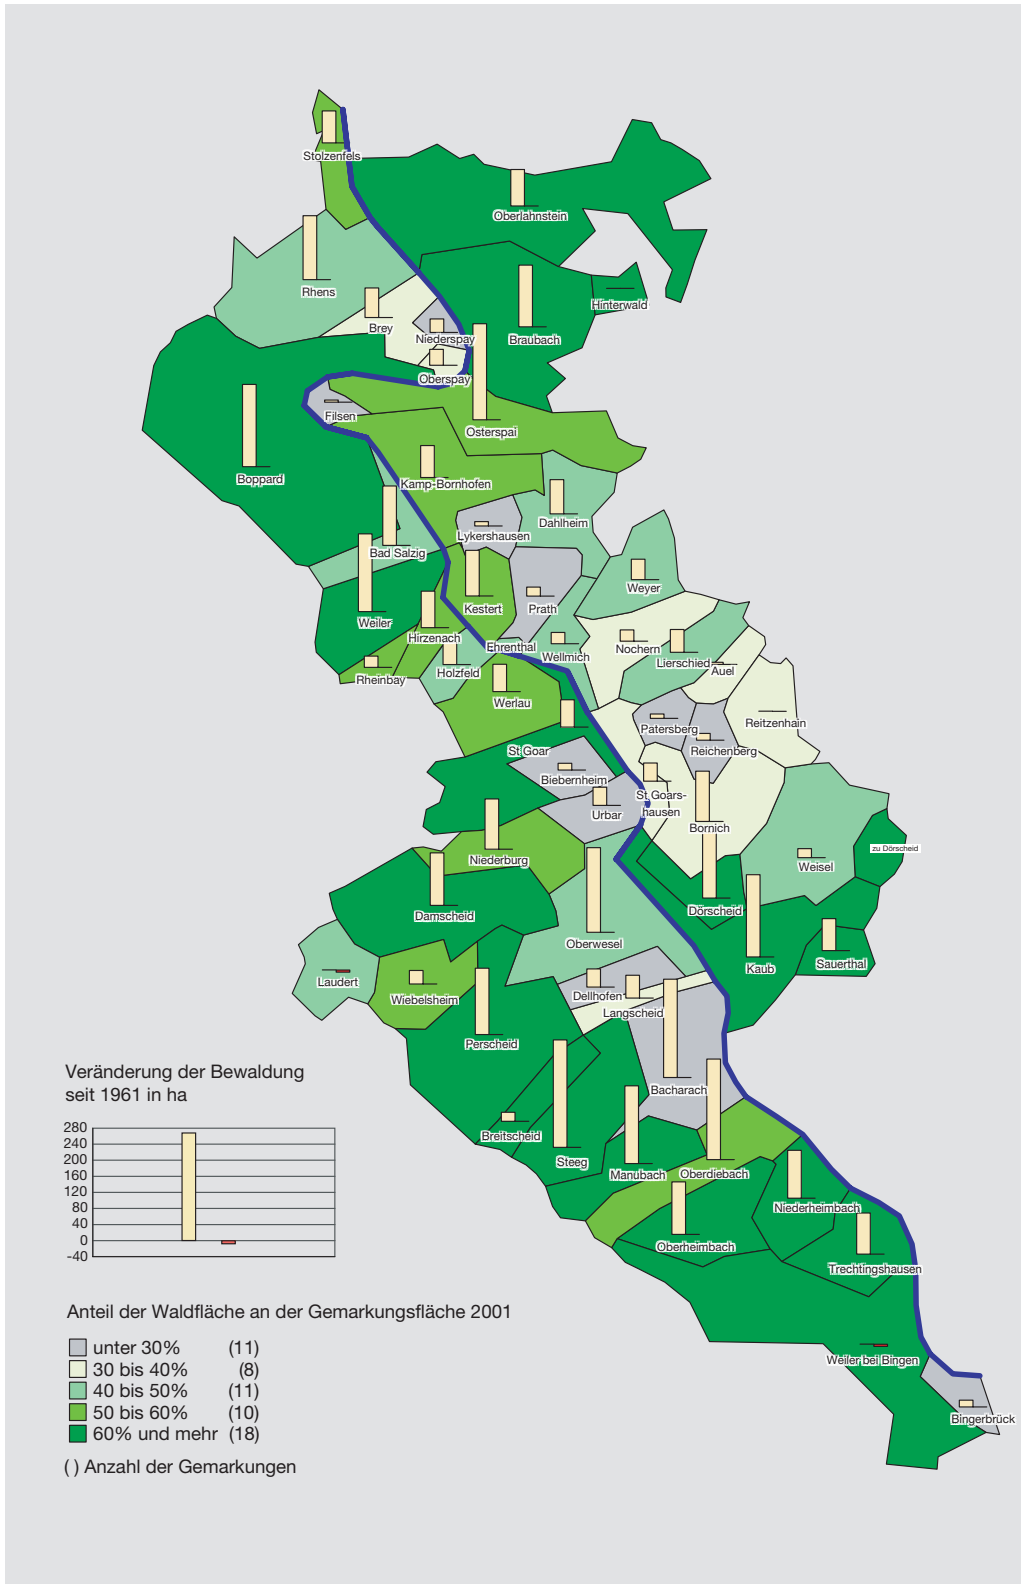 Stolzenfels
Oberlahnstein
Rhens
Hinterwald
Brey
Niederspay
Braubach
Oberspay
Filsen
Osterspai
Boppard
Kamp-Bornhofen
Dahlheim
Lykershausen
Bad Salzig
Weyer
Kestert
Prath
Weiler
Hirzenach
Ehrenthal
Nochern
Wellmich
Lierschied
Auel
Holzfeld
Rheinbay
Werlau
Reitzenhain
Patersberg
St.Goar
Reichenberg
Biebernheim
St.Goars-
hausen
Urbar
Bornich
zu Dörscheid
Niederburg
Weisel
Dörscheid
Damscheid
Oberwesel
Kaub
Sauerthal
Laudert
Dellhofen
Wiebelsheim
Langscheid
Perscheid
Bacharach
Breitscheid
Steeg
Manubach
Oberdiebach
Niederheimbach
Oberheimbach
Trechtingshausen
Weiler bei Bingen
Bingerbrück
Veränderung der Bewaldung
seit 1961 in ha
280
240
200
160
120
80
40
0
-40
Anteil der Waldfläche an der Gemarkungsfläche 2001
unter 30% (11)
30 bis 40% (8)
40 bis 50% (11)
50 bis 60% (10)
60% und mehr (18)
( ) Anzahl der Gemarkungen